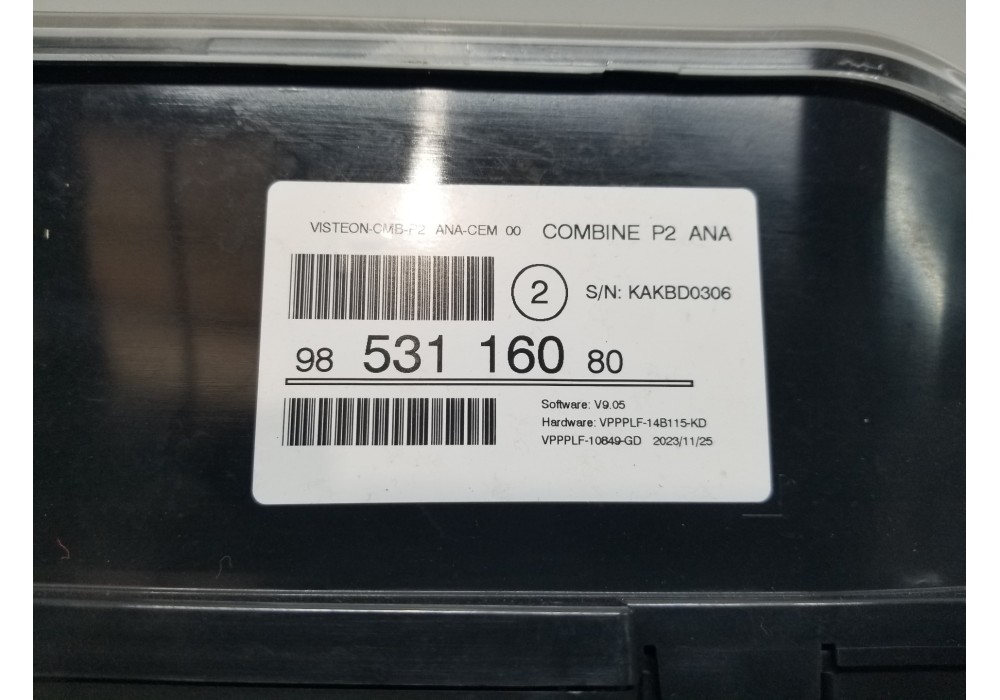 VISTEON-CMB-P2 ANA-CEM 00 COMBINE P2 ANA
2 S/N: KAKBD0306
98 531 160 80
Software: V9.05
Hardware: VPPPLF-14B115-KD
VPPPLF-10849-GD 2023/11/25